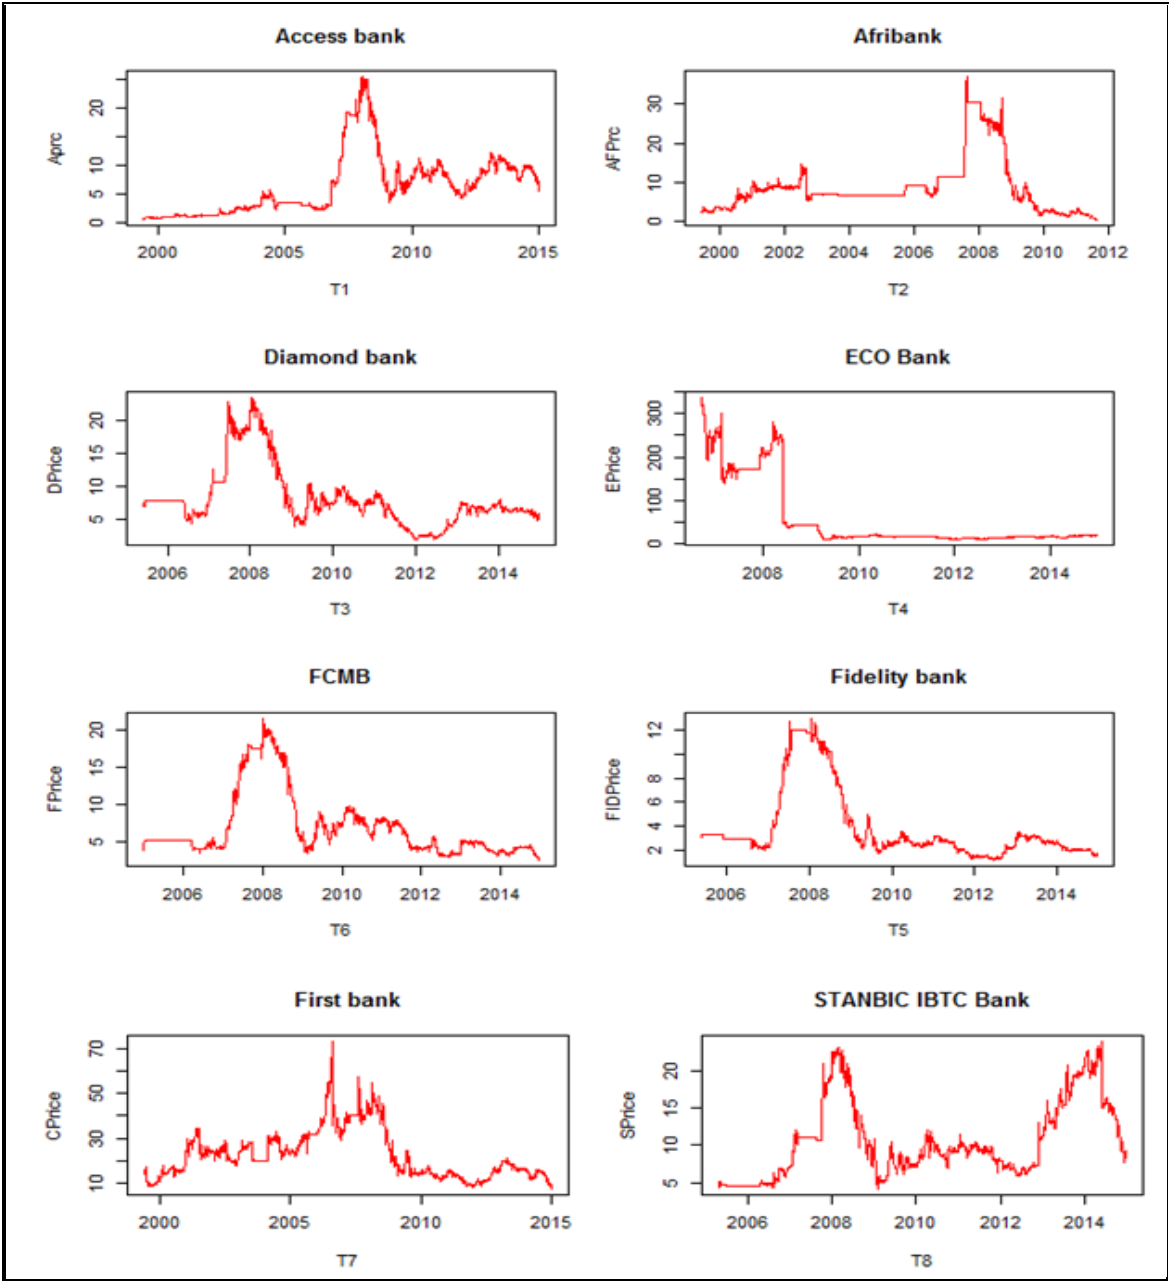 Access bank
Aprc
20
10
5
0
2000 2005 2010 2015
T1
Afribank
AFPrc
30
20
10
0
2000 2002 2004 2006 2008 2010 2012
T2
Diamond bank
DPrice
20
15
10
5
2006 2008 2010 2012 2014
T3
ECO Bank
EPrice
300
200
100
0
2008 2010 2012 2014
T4
FCMB
FPrice
20
15
10
5
2006 2008 2010 2012 2014
T6
Fidelity bank
FIDPrice
12
8
6
4
2
2006 2008 2010 2012 2014
T5
First bank
CPrice
70
50
30
10
2000 2005 2010 2015
T7
STANBIC IBTC Bank
SPrice
20
15
10
5
2006 2008 2010 2012 2014
T8